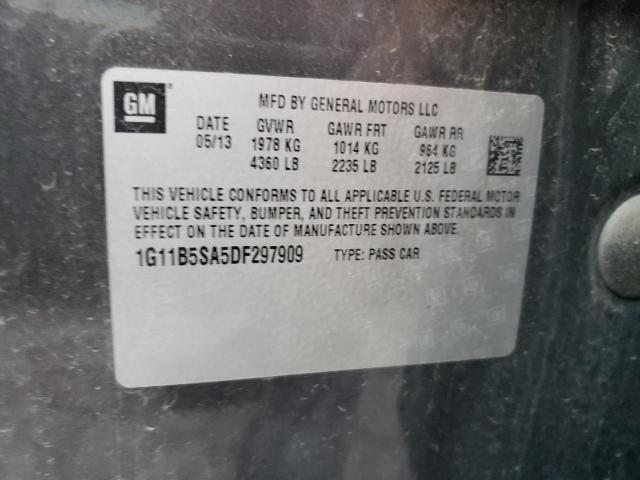 GM
MFD BY GENERAL MOTORS LLC
DATE GVWR GAWR FRT GAWR RR
05/13 1978 KG 1014 KG 964 KG
4360 LB 2235 LB 2125 LB
THIS VEHICLE CONFORMS TO ALL APPLICABLE U.S. FEDERAL MOTOR
VEHICLE SAFETY, BUMPER, AND THEFT PREVENTION STANDARDS IN
EFFECT ON THE DATE OF MANUFACTURE SHOWN ABOVE.
1G11B5SA5DF297909 TYPE: PASS CAR